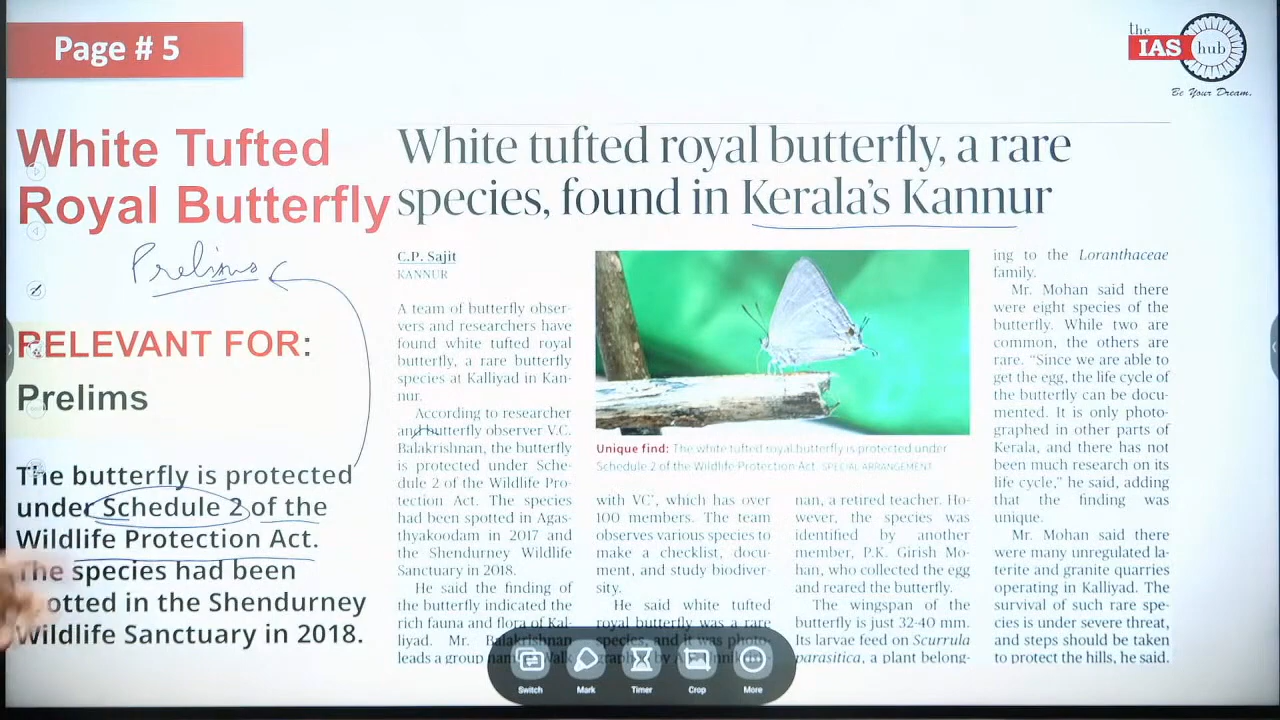 Page # 5
the
IAS hub
Be Your Dream.
White Tufted
Royal Butterfly
Prelims
RELEVANT FOR:
Prelims
The butterfly is protected
under Schedule 2 of the
Wildlife Protection Act.
The species had been
otted in the Shendurney
Wildlife Sanctuary in 2018.
White tufted royal butterfly, a rare
species, found in Kerala's Kannur
C.P. Sajit
KANNUR
A team of butterfly obser-
vers and researchers have
found white tufted royal
butterfly, a rare butterfly
species at Kalliyad in Kan-
nur.
According to researcher
and butterfly observer V.C.
Balakrishnan, the butterfly
is protected under Sche-
dule 2 of the Wildlife Pro-
tection Act. The species
had been spotted in Agas-
thyakoodam in 2017 and
the Shendurney Wildlife
Sanctuary in 2018.
He said the finding of
the butterfly indicated the
rich fauna and flora of Kal-
liyad. Mr. Balakrishnan
leads a group
Unique find: The white tufted royal butterfly is protected under
Schedule 2 of the Wildlife Protection Act. SPECIAL ARRANGEMENT
with VC', which has over
100 members. The team
observes various species to
make a checklist, docu-
ment, and study biodiver-
sity.
He said white tufted
royal butterfly was a rare
species, and it was photo-
graphed by
nan, a retired teacher. Ho-
wever, the species was
identified by another
member, P.K. Girish Mo-
han, who collected the egg
and reared the butterfly.
The wingspan of the
butterfly is just 32-40 mm.
Its larvae feed on Scurrula
parasitica, a plant belong-
ing to the Loranthaceae
family.
Mr. Mohan said there
were eight species of the
butterfly. While two are
common, the others are
rare. "Since we are able to
get the egg, the life cycle of
the butterfly can be docu-
mented. It is only photo-
graphed in other parts of
Kerala, and there has not
been much research on its
life cycle," he said, adding
that the finding was
unique.
Mr. Mohan said there
were many unregulated la-
terite and granite quarries
operating in Kalliyad. The
survival of such rare spe-
cies is under severe threat,
and steps should be taken
to protect the hills, he said.
Switch Mark Timer Crop More